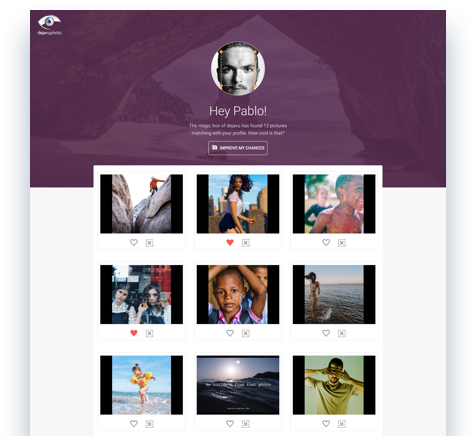 dejavuphoto
Hey Pablo!
The magic box of dejavu has found 12 pictures
matching with your profile. How cool is that?
IMPROVE MY CHANCES
We couldn't find that photo